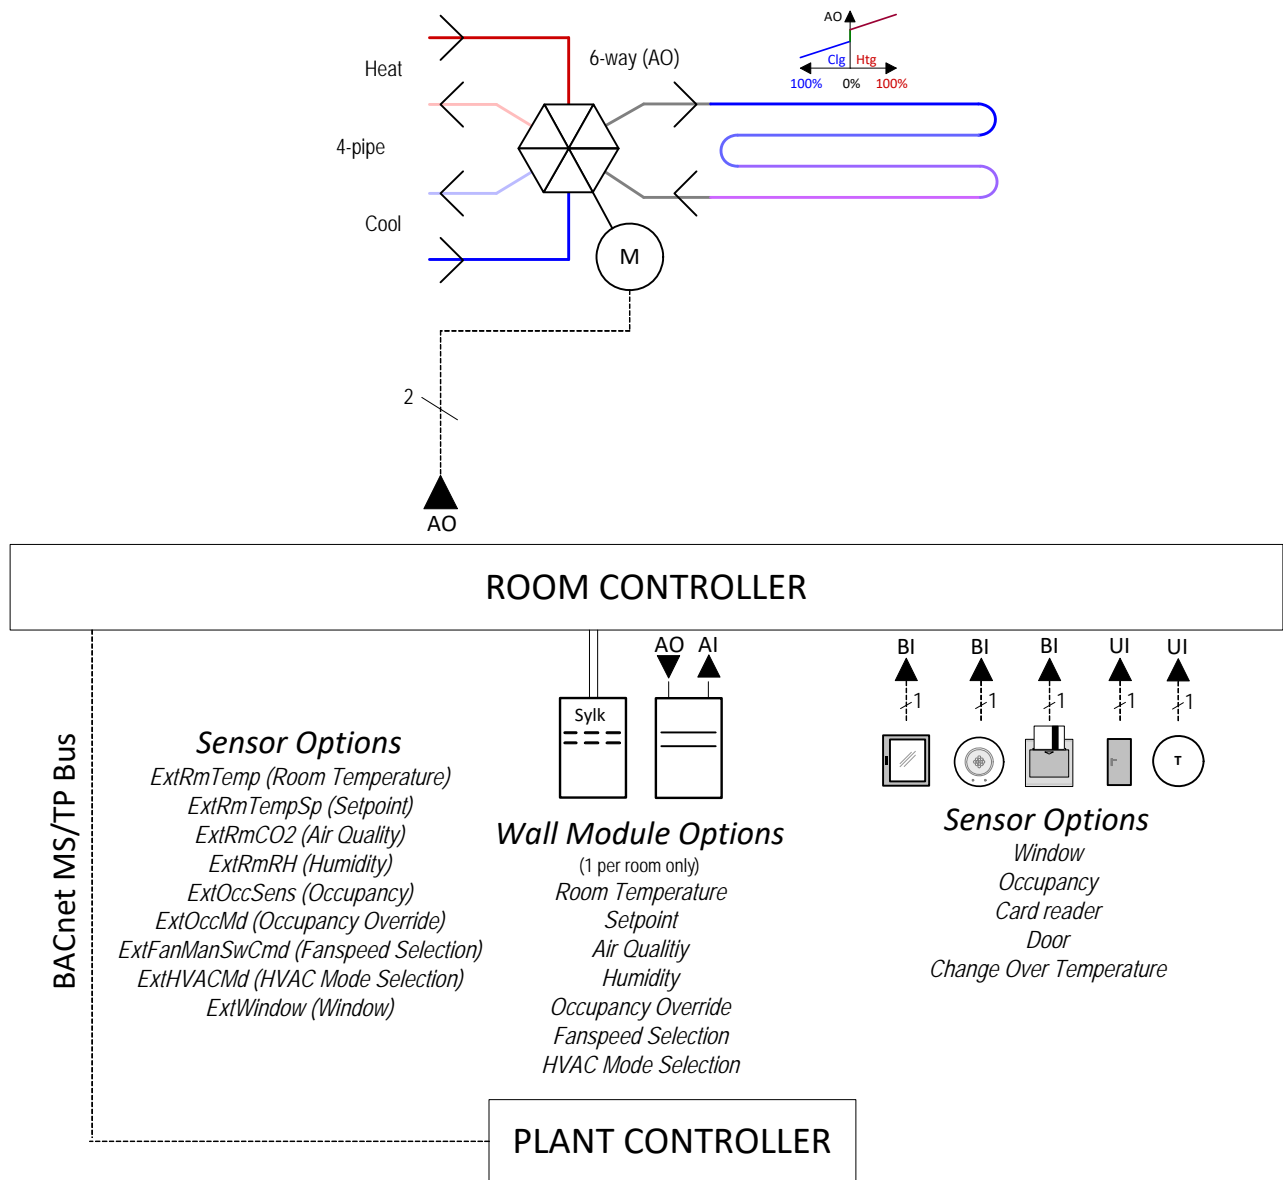 AO
Clg Htg
100% 0% 100%
6-way (AO)
Heat
4-pipe
Cool
M
2
AO
ROOM CONTROLLER
AO AI
BI BI BI UI UI
1 1 1 1 1
Sylk
T
BACnet MS/TP Bus
Sensor Options
ExtRmTemp (Room Temperature)
ExtRmTempSp (Setpoint)
ExtRmCO2 (Air Quality)
ExtRmRH (Humidity)
ExtOccSens (Occupancy)
ExtOccMd (Occupancy Override)
ExtFanManSwCmd (Fanspeed Selection)
ExtHVACMd (HVAC Mode Selection)
ExtWindow (Window)
Wall Module Options
(1 per room only)
Room Temperature
Setpoint
Air Qualitiy
Humidity
Occupancy Override
Fanspeed Selection
HVAC Mode Selection
Sensor Options
Window
Occupancy
Card reader
Door
Change Over Temperature
PLANT CONTROLLER